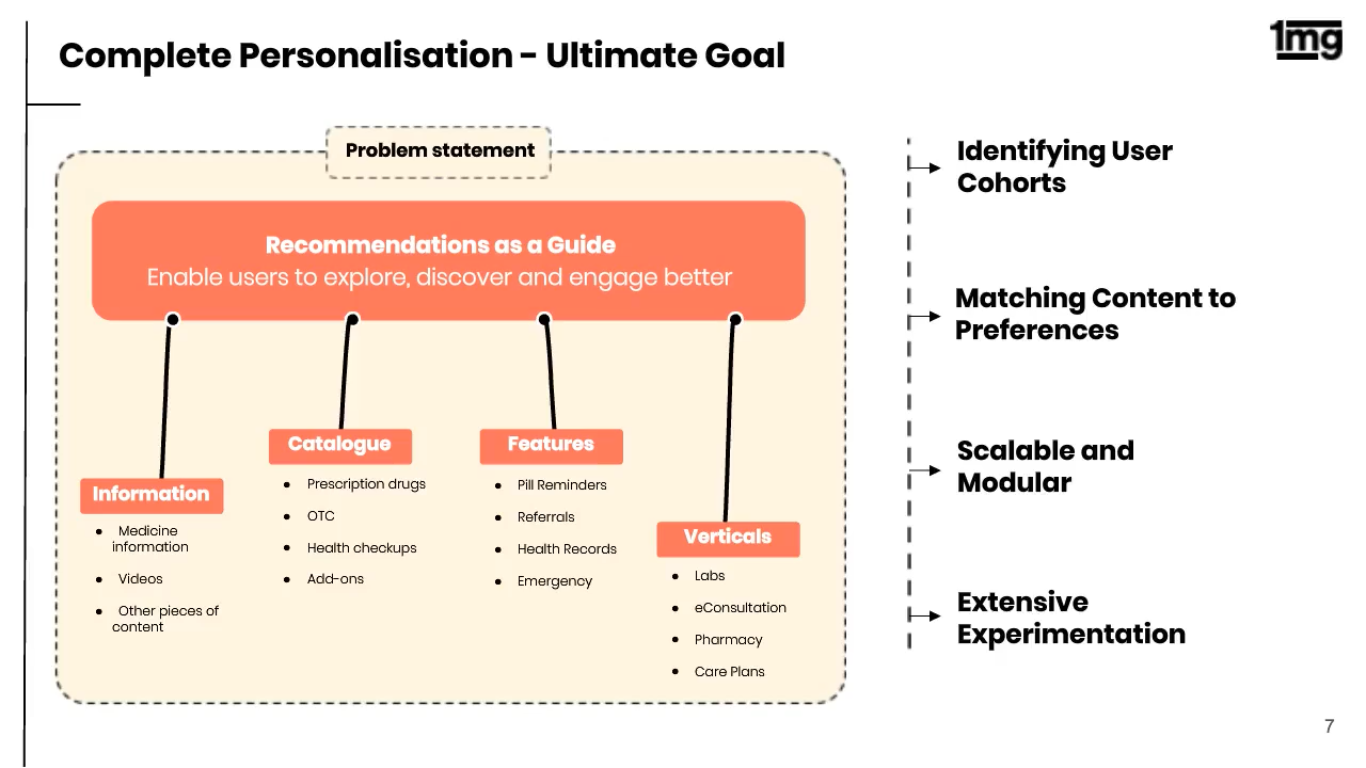 Complete Personalisation - Ultimate Goal
1mg
Problem statement
Recommendations as a Guide
Enable users to explore, discover and engage better
Information
• Medicine
information
• Videos
• Other pieces of
content
Catalogue
• Prescription drugs
• OTC
• Health checkups
• Add-ons
Features
• Pill Reminders
• Referrals
• Health Records
• Emergency
Verticals
• Labs
• eConsultation
• Pharmacy
• Care Plans
Identifying User
Cohorts
Matching Content to
Preferences
Scalable and
Modular
Extensive
Experimentation
7